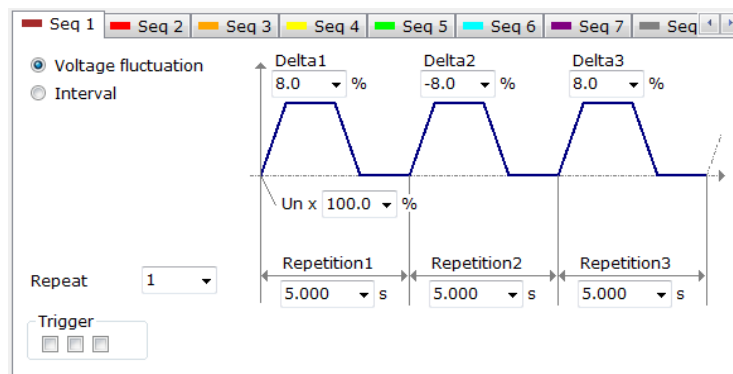 Seq 1 Seq 2 Seq 3 Seq 4 Seq 5 Seq 6 Seq 7 Seq
Voltage fluctuation
Interval
Delta1 Delta2 Delta3
8.0 % -8.0 % 8.0 %
Un x 100.0 %
Repetition1 Repetition2 Repetition3
Repeat 1
5.000 s 5.000 s 5.000 s
Trigger